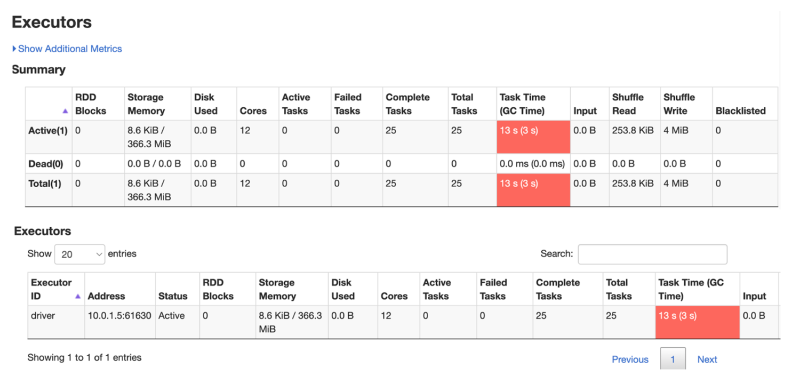 Executors
Show Additional Metrics
Summary
RDD Blocks Storage Memory Disk Used Cores Active Tasks Failed Tasks Complete Tasks Total Tasks Task Time (GC Time) Input Shuffle Read Shuffle Write Blacklisted
Active(1) 0 8.6 KiB / 366.3 MiB 0.0 B 12 0 0 25 25 13 s (3 s) 0.0 B 253.8 KiB 4 MiB 0
Dead(0) 0 0.0 B / 0.0 B 0.0 B 0 0 0 0 0 0.0 ms (0.0 ms) 0.0 B 0.0 B 0.0 B 0
Total(1) 0 8.6 KiB / 366.3 MiB 0.0 B 12 0 0 25 25 13 s (3 s) 0.0 B 253.8 KiB 4 MiB 0
Executors
Show 20 entries Search:
Executor ID Address Status RDD Blocks Storage Memory Disk Used Cores Active Tasks Failed Tasks Complete Tasks Total Tasks Task Time (GC Time) Input
driver 10.0.1.5:61630 Active 0 8.6 KiB / 366.3 MiB 0.0 B 12 0 0 25 25 13 s (3 s) 0.0 B
Showing 1 to 1 of 1 entries Previous 1 Next